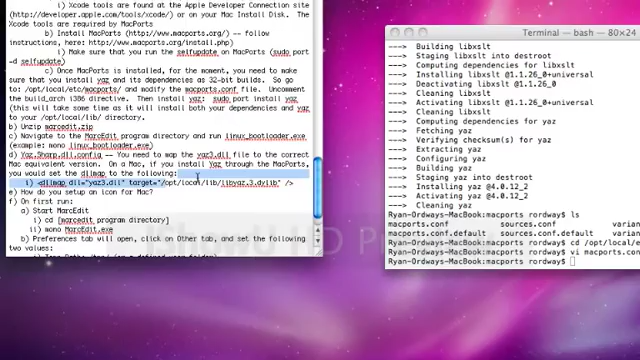 Xcode tools are found at the Apple Developer Connection site
(http://developer.apple.com/tools/xcode/) or on your Mac Install Disk. The
Xcode tools are required by MacPorts
b) Install MacPorts (http://www.macports.org/) -- follow
instructions, here: http://www.macports.org/install.php)
i) Make sure that you run the selfupdate on MacPorts (sudo port
-d selfupdate)
c) Once MacPorts is installed, for the moment, you need to make
sure that you install yaz and its dependencies as 32-bit builds. So go
to: /opt/local/etc/macports/ and modify the macports.conf file. Uncomment
the build_arch i386 directive. Then install yaz: sudo port install yaz
(this will take some time as it will install both your dependencies and yaz
to your /opt/local/lib/ directory.
b) Unzip marcedit.zip
c) Navigate to the MarcEdit program directory and run linux_bootloader.exe
(example: mono linux_bootloader.exe)
d) Yaz.Sharp.dll.config -- You need to map the yaz3.dll file to the correct
Mac equivalent version. On a Mac, if you install Yaz through the MacPorts,
you would set the dllmap to the following:
i) <dllmap dll="yaz3.dll" target="/opt/local/lib/libyaz.3.dylib" />
e) How do you setup an icon for Mac?
f) On first run:
a) Start MarcEdit
i) cd [marcedit program directory]
ii) mono MarcEdit.exe
b) Preferences tab will open, click on Other tab, and set the following
two values:
Terminal — bash — 80×24
---> Building libxslt
---> Staging libxslt into destroot
---> Computing dependencies for libxslt
---> Installing libxslt @1.1.26_0+universal
---> Deactivating libxslt @1.1.26_0
---> Cleaning libxslt
---> Activating libxslt @1.1.26_0+universal
---> Cleaning libxslt
---> Computing dependencies for yaz
---> Fetching yaz
---> Verifying checksum(s) for yaz
---> Extracting yaz
---> Configuring yaz
---> Building yaz
---> Staging yaz into destroot
---> Installing yaz @4.0.12_2
---> Activating yaz @4.0.12_2
---> Cleaning yaz
Ryan-Ordways-MacBook:macports rordway$ ls
macports.conf sources.conf varian
macports.conf.default sources.conf.default varian
Ryan-Ordways-MacBook:macports rordway$ cd /opt/local/e
Ryan-Ordways-MacBook:macports rordway$ vi macports.con
Ryan-Ordways-MacBook:macports rordway$
iShowU HD